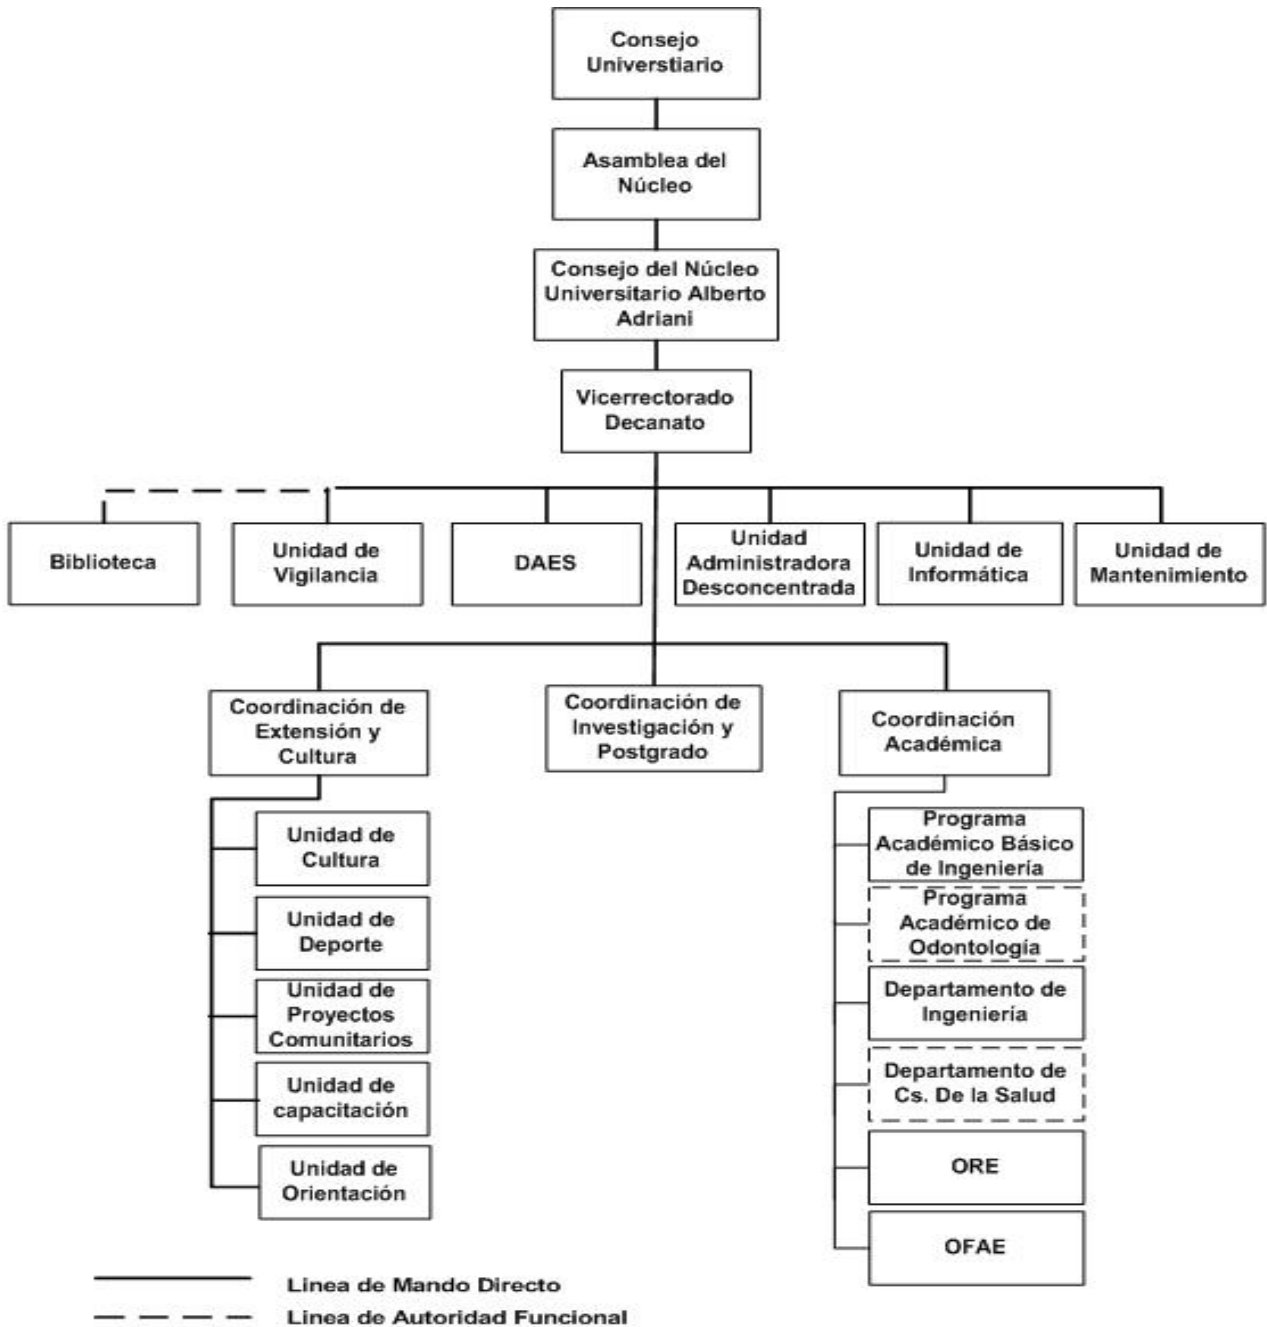 Consejo
Universtiario
Asamblea del
Núcleo
Consejo del Núcleo
Universitario Alberto
Adriani
Vicerrectorado
Decanato
Biblioteca
Unidad de
Vigilancia
DAES
Unidad
Administradora
Desconcentrada
Unidad de
Informática
Unidad de
Mantenimiento
Coordinación de
Extensión y
Cultura
Coordinación de
Investigación y
Postgrado
Coordinación
Académica
Unidad de
Cultura
Unidad de
Deporte
Unidad de
Proyectos
Comunitarios
Unidad de
capacitación
Unidad de
Orientación
Programa
Académico Básico
de Ingeniería
Programa
Académico de
Odontología
Departamento de
Ingeniería
Departamento de
Cs. De la Salud
ORE
OFAE
Linea de Mando Directo
Linea de Autoridad Funcional